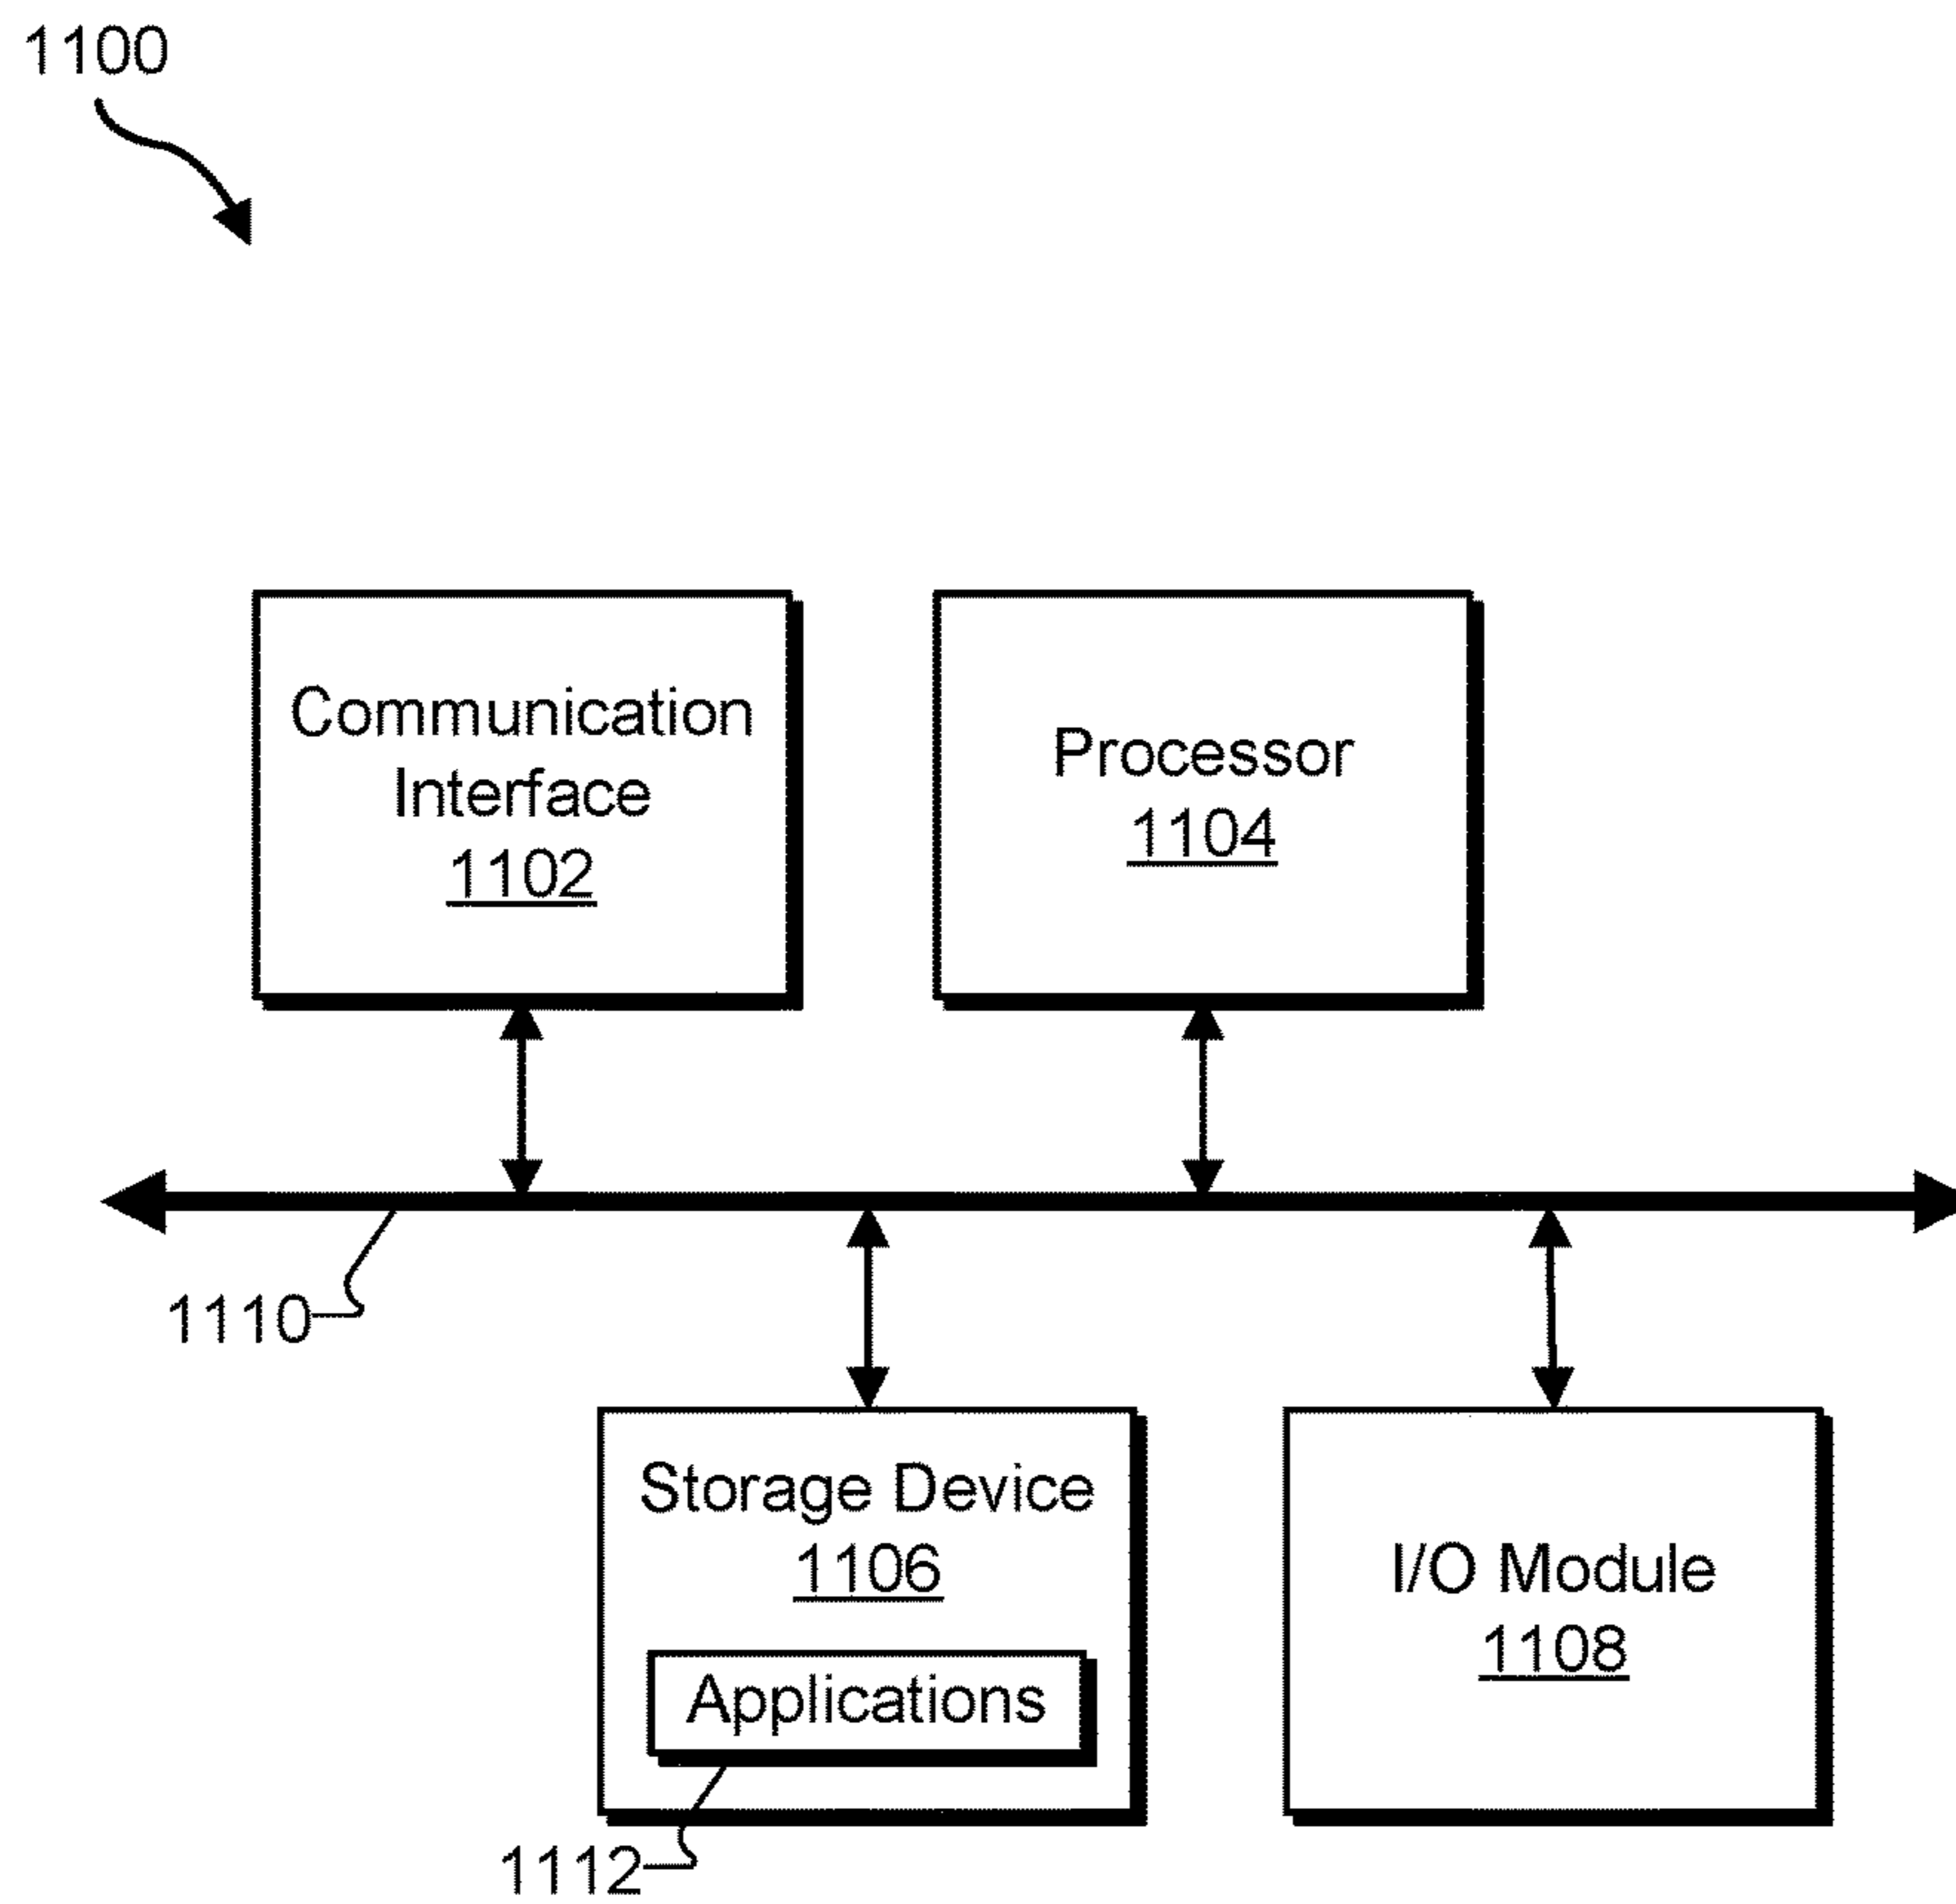 1100
Communication
Interface
1102
Processor
1104
1110
Storage Device
1106
Applications
1112
I/O Module
1108